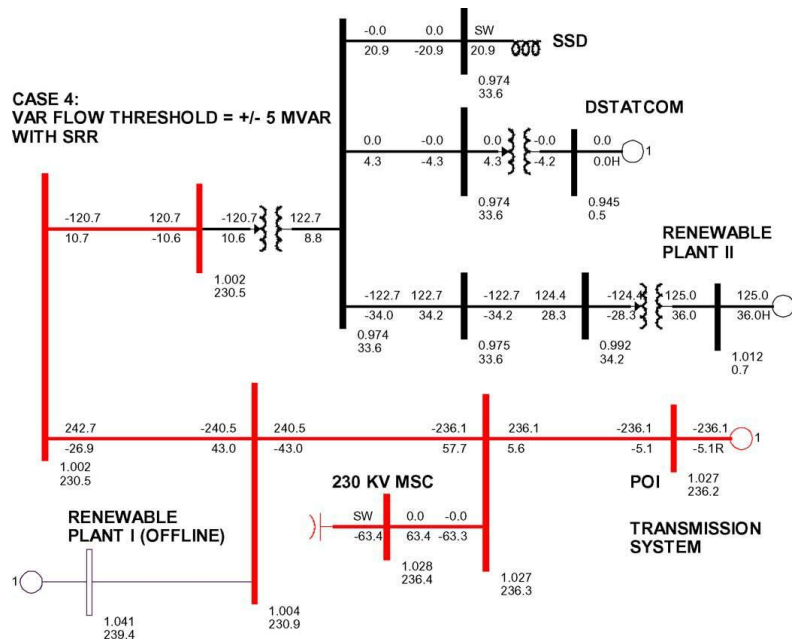 -0.0 0.0 SW
20.9 -20.9 20.9
SSD
0.974
33.6
CASE 4:
VAR FLOW THRESHOLD = +/- 5 MVAR
WITH SRR
DSTATCOM
0.0 -0.0 0.0 -0.0 0.0
4.3 -4.3 4.3 -4.2 0.0H
1
0.974
33.6
0.945
0.5
-120.7 120.7 -120.7 122.7
10.7 -10.6 10.6 8.8
1.002
230.5
RENEWABLE
PLANT II
-122.7 122.7 -122.7 124.4 -124.4 125.0 125.0
-34.0 34.2 -34.2 28.3 -28.3 36.0 36.0H
0.974
33.6
0.975
33.6
0.992
34.2
1.012
0.7
242.7 -240.5 240.5 -236.1 236.1 -236.1 -236.1
-26.9 43.0 -43.0 57.7 5.6 -5.1 -5.1R
1
1.002
230.5
230 KV MSC
POI
1.027
236.2
RENEWABLE
PLANT I (OFFLINE)
SW 0.0 -0.0
-63.4 63.4 -63.3
TRANSMISSION
SYSTEM
1.028
236.4
1.027
236.3
1
1.041
239.4
1.004
230.9